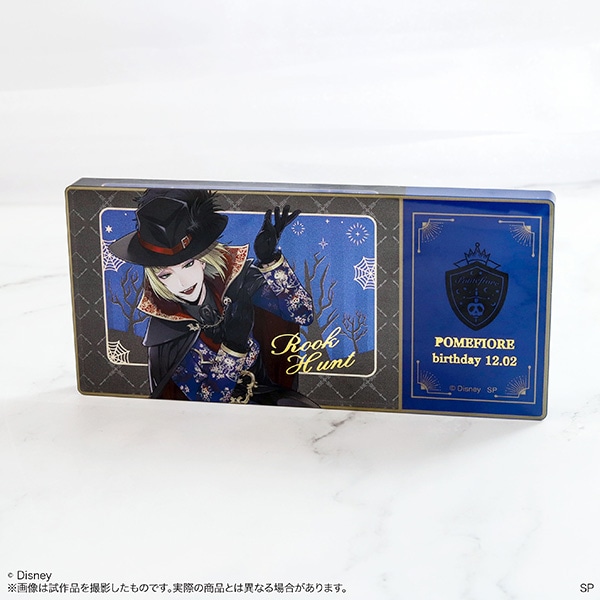 Rook
Hunt
Pomefiore
POMEFIORE
birthday 12.02
© Disney SP
© Disney
※画像は試作品を撮影したものです。実際の商品とは異なる場合があります。
SP